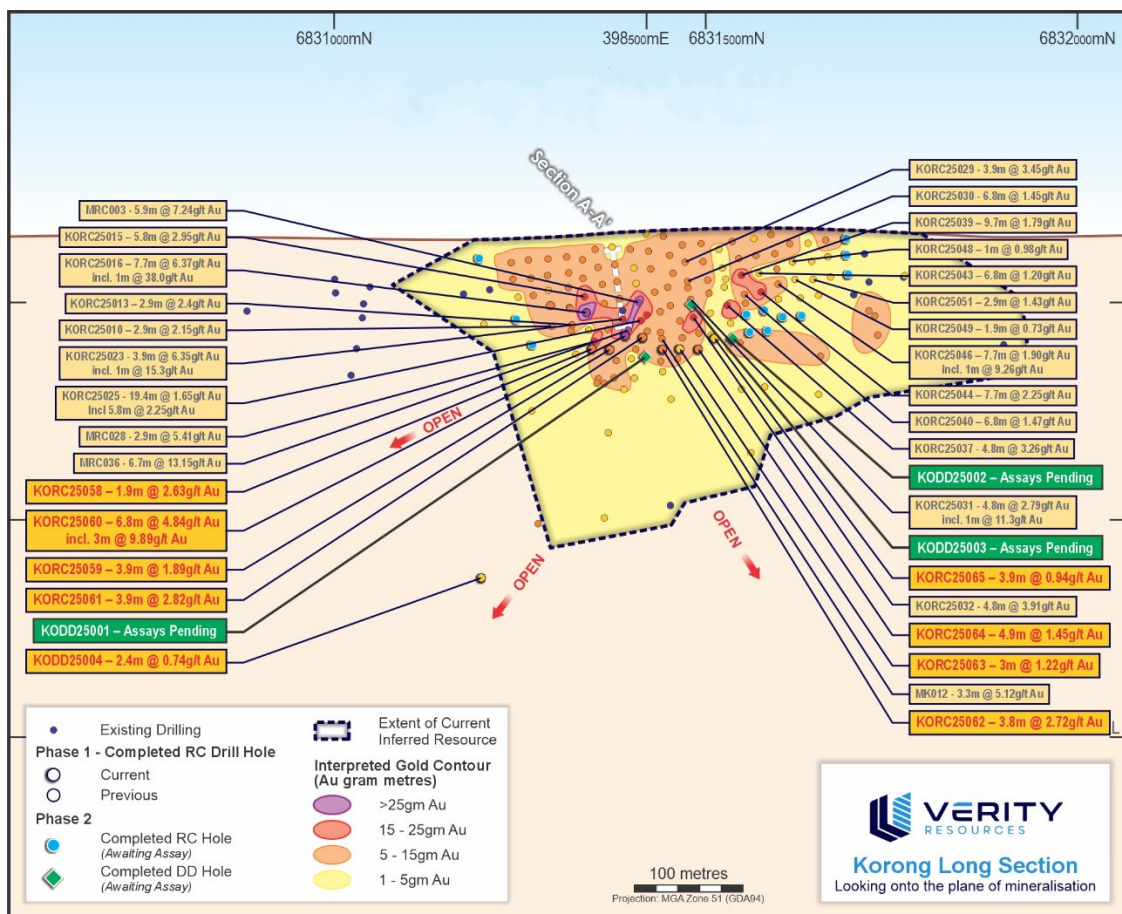 6831000mN
398500mE
6831500mN
6832000mN
Section A-A'
MRC003 - 5.9m @ 7.24g/t Au
KORC25015 – 5.8m @ 2.95g/t Au
KORC25016 – 7.7m @ 6.37g/t Au
incl. 1m @ 38.0g/t Au
KORC25013 – 2.9m @ 2.4g/t Au
KORC25010 – 2.9m @ 2.15g/t Au
KORC25023 – 3.9m @ 6.35g/t Au
incl. 1m @ 15.3g/t Au
KORC25025 - 19.4m @ 1.65g/t Au
Incl 5.8m @ 2.25g/t Au
MRC028 - 2.9m @ 5.41g/t Au
MRC036 - 6.7m @ 13.15g/t Au
KORC25058 – 1.9m @ 2.63g/t Au
KORC25060 – 6.8m @ 4.84g/t Au
incl. 3m @ 9.89g/t Au
KORC25059 – 3.9m @ 1.89g/t Au
KORC25061 – 3.9m @ 2.82g/t Au
KODD25001 – Assays Pending
KODD25004 – 2.4m @ 0.74g/t Au
KORC25029 - 3.9m @ 3.45g/t Au
KORC25030 - 6.8m @ 1.45g/t Au
KORC25039 - 9.7m @ 1.79g/t Au
KORC25048 – 1m @ 0.98g/t Au
KORC25043 - 6.8m @ 1.20g/t Au
KORC25051 - 2.9m @ 1.43g/t Au
KORC25049 – 1.9m @ 0.73g/t Au
KORC25046 – 7.7m @ 1.90g/t Au
incl. 1m @ 9.26g/t Au
KORC25044 – 7.7m @ 2.25g/t Au
KORC25040 – 6.8m @ 1.47g/t Au
KORC25037 - 4.8m @ 3.26g/t Au
KODD25002 – Assays Pending
KORC25031 - 4.8m @ 2.79g/t Au
incl. 1m @ 11.3g/t Au
KODD25003 – Assays Pending
KORC25065 – 3.9m @ 0.94g/t Au
KORC25032 - 4.8m @ 3.91g/t Au
KORC25064 – 4.9m @ 1.45g/t Au
KORC25063 – 3m @ 1.22g/t Au
MK012 - 3.3m @ 5.12g/t Au
KORC25062 – 3.8m @ 2.72g/t Au
OPEN
OPEN
OPEN
L
Existing Drilling
Phase 1 - Completed RC Drill Hole
Current
Previous
Phase 2
Completed RC Hole
(Awaiting Assay)
Completed DD Hole
(Awaiting Assay)
Extent of Current
Inferred Resource
Interpreted Gold Contour
(Au gram metres)
>25gm Au
15 - 25gm Au
5 - 15gm Au
1 - 5gm Au
100 metres
Projection: MGA Zone 51 (GDA94)
VERITY
RESOURCES
Korong Long Section
Looking onto the plane of mineralisation